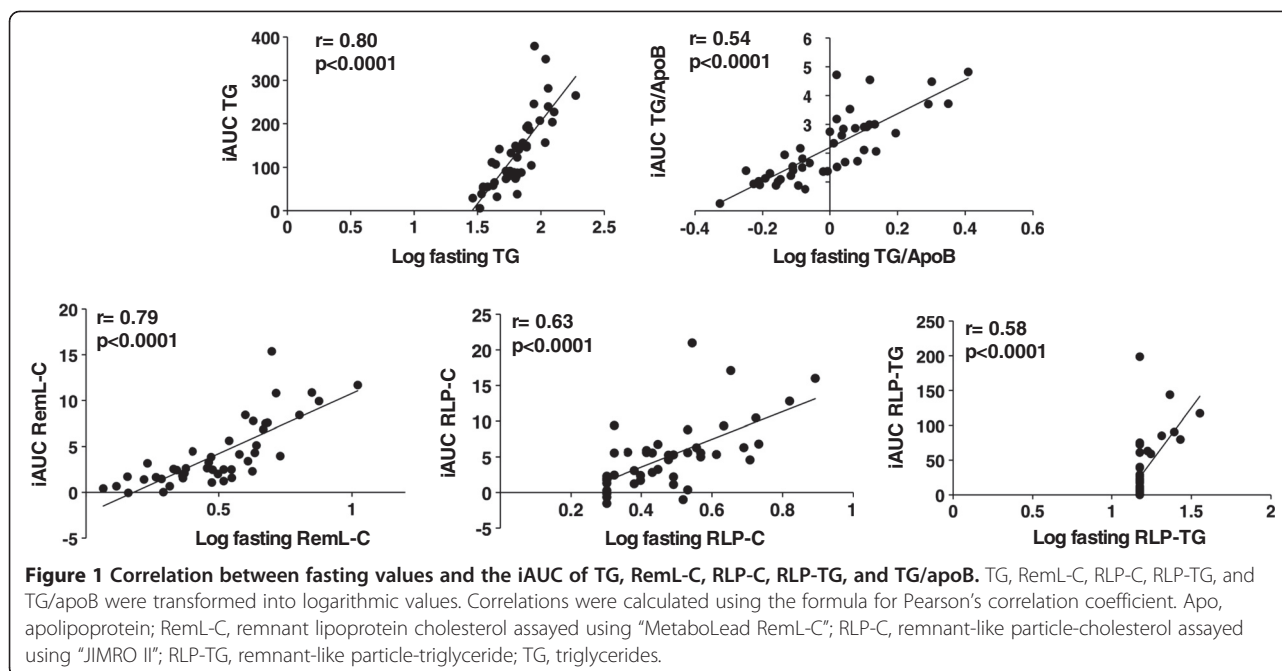 r= 0.80
p<0.0001
400
300
200
100
0
iAUC TG
0
0.5
1
1.5
2
2.5
Log fasting TG
r= 0.54
p<0.0001
6
5
4
3
2
1
0
iAUC TG/ApoB
-0.4
-0.2
0
0.2
0.4
0.6
Log fasting TG/ApoB
r= 0.79
p<0.0001
20
15
10
5
0
-5
iAUC RemL-C
0.5
1
Log fasting RemL-C
r= 0.63
p<0.0001
25
20
15
10
5
0
-5
iAUC RLP-C
0.2
0.4
0.6
0.8
1
Log fasting RLP-C
r= 0.58
p<0.0001
250
200
150
100
50
0
iAUC RLP-TG
0
0.5
1
1.5
2
Log fasting RLP-TG
Figure 1 Correlation between fasting values and the iAUC of TG, RemL-C, RLP-C, RLP-TG, and TG/apoB. TG, RemL-C, RLP-C, RLP-TG, and
TG/apoB were transformed into logarithmic values. Correlations were calculated using the formula for Pearson's correlation coefficient. Apo,
apolipoprotein; RemL-C, remnant lipoprotein cholesterol assayed using "MetaboLead RemL-C"; RLP-C, remnant-like particle-cholesterol assayed
using "JIMRO II"; RLP-TG, remnant-like particle-triglyceride; TG, triglycerides.